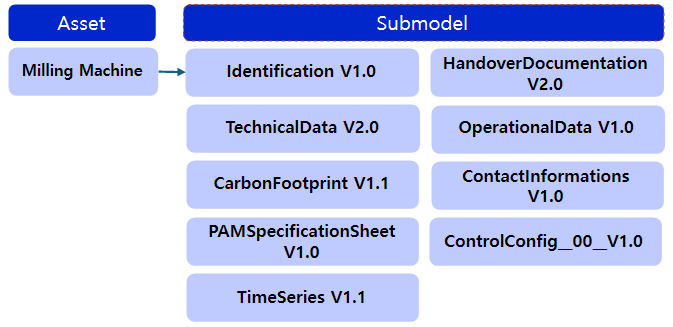 Asset
Submodel
Milling Machine
Identification V1.0
HandoverDocumentation
V2.0
TechnicalData V2.0
OperationalData V1.0
CarbonFootprint V1.1
ContactInformations
V1.0
PAMSpecificationSheet
V1.0
ControlConfig__00__V1.0
TimeSeries V1.1